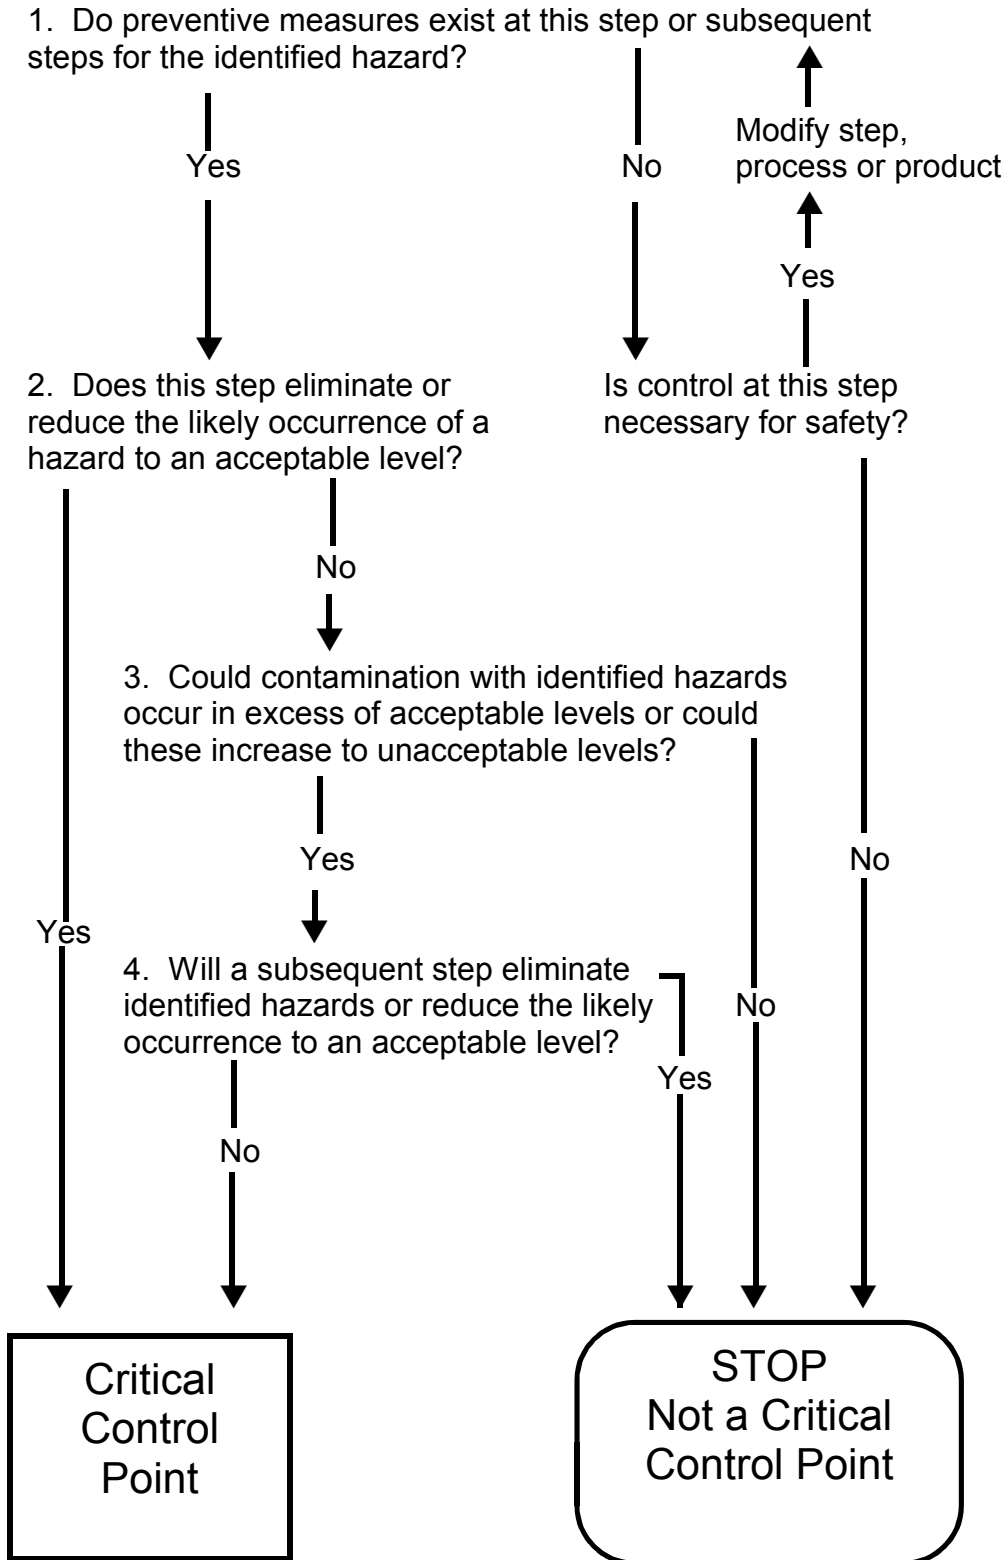 1.  Do preventive measures exist at this step or subsequent
steps for the identified hazard?
Yes
No
Modify step,
process or product
Yes
2.  Does this step eliminate or
reduce the likely occurrence of a
hazard to an acceptable level?
Is control at this step
necessary for safety?
No
3.  Could contamination with identified hazards
occur in excess of acceptable levels or could
these increase to unacceptable levels?
Yes
No
Yes
4.  Will a subsequent step eliminate
identified hazards or reduce the likely
occurrence to an acceptable level?
No
Yes
No
Critical
Control
Point
STOP
Not a Critical
Control Point